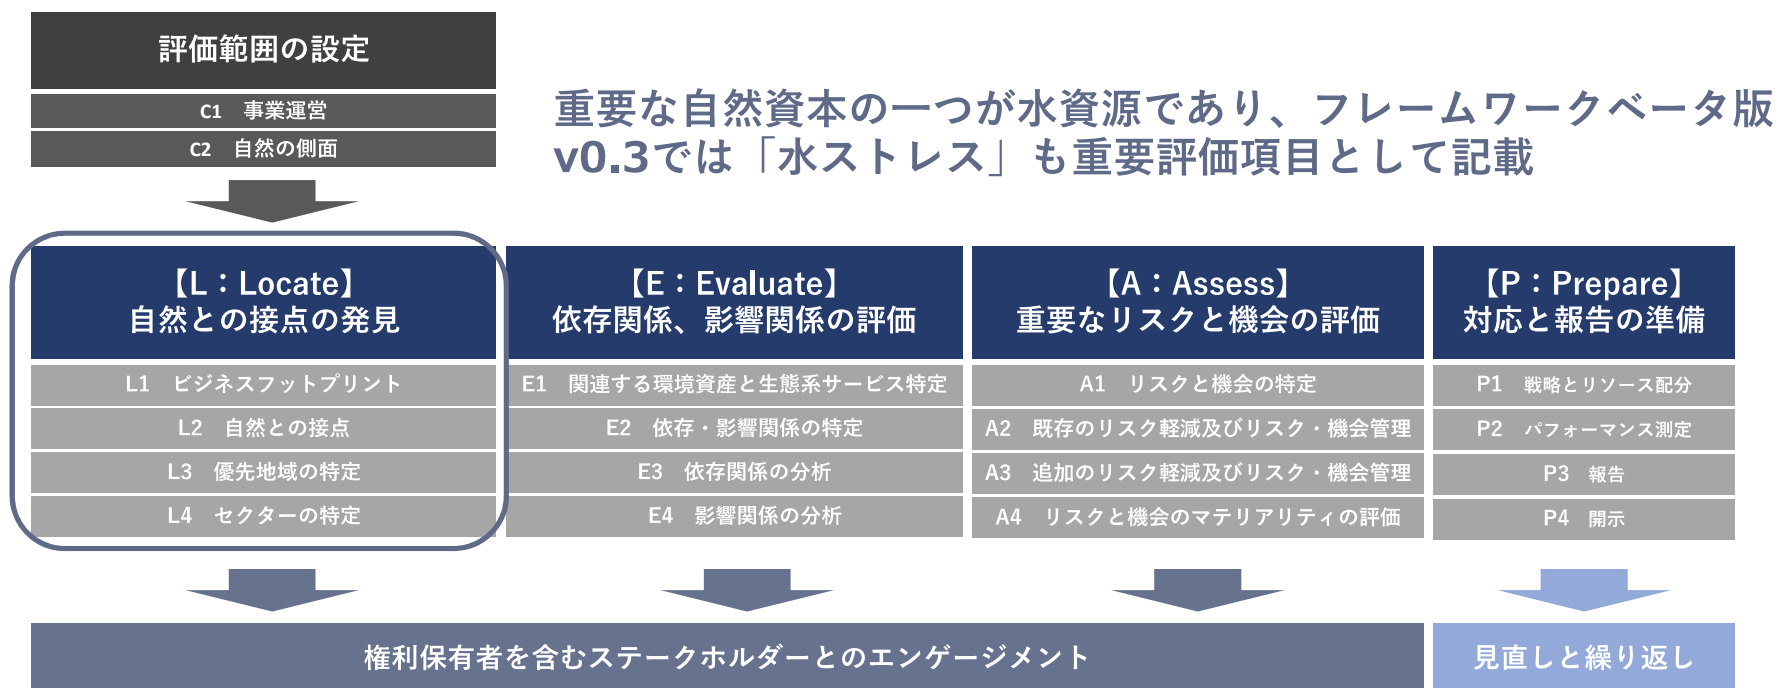 評価範囲の設定
C1 事業運営
C2 自然の側面
重要な自然資本の一つが水資源であり、フレームワークベータ版
v0.3では「水ストレス」も重要評価項目として記載
【L：Locate】
自然との接点の発見
L1 ビジネスフットプリント
L2 自然との接点
L3 優先地域の特定
L4 セクターの特定
【E：Evaluate】
依存関係、影響関係の評価
E1 関連する環境資産と生態系サービス特定
E2 依存・影響関係の特定
E3 依存関係の分析
E4 影響関係の分析
【A：Assess】
重要なリスクと機会の評価
A1 リスクと機会の特定
A2 既存のリスク軽減及びリスク・機会管理
A3 追加のリスク軽減及びリスク・機会管理
A4 リスクと機会のマテリアリティの評価
【P：Prepare】
対応と報告の準備
P1 戦略とリソース配分
P2 パフォーマンス測定
P3 報告
P4 開示
権利保有者を含むステークホルダーとのエンゲージメント
見直しと繰り返し